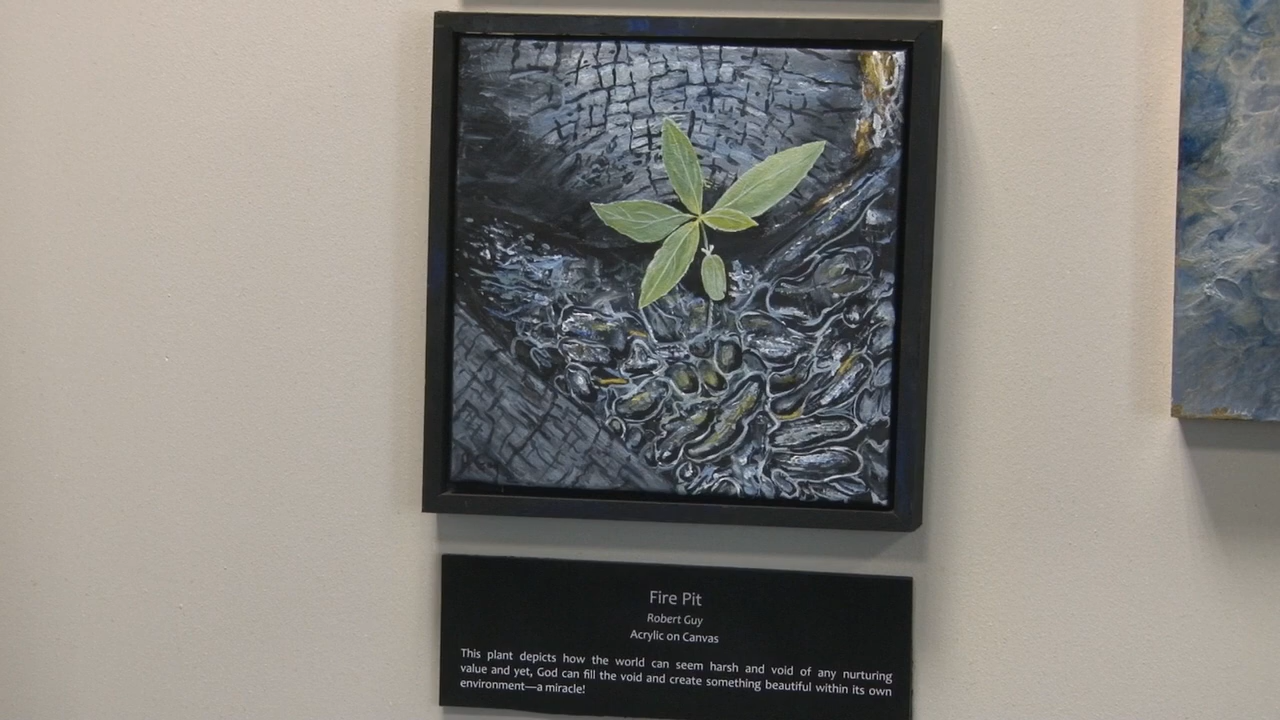 Fire Pit
Robert Guy
Acrylic on Canvas
This plant depicts how the world can seem harsh and void of any nurturing
value and yet, God can fill the void and create something beautiful within its own
environment—a miracle!